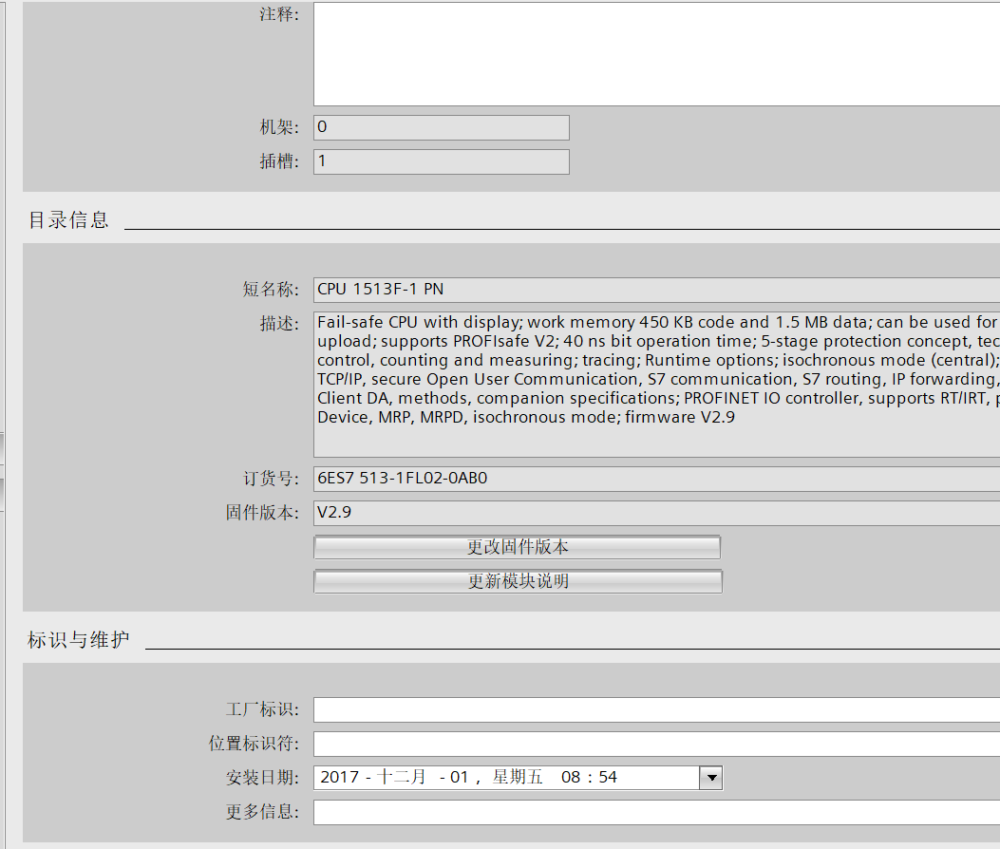 注释:
机架: 0
插槽: 1
目录信息
短名称: CPU 1513F-1 PN
描述: Fail-safe CPU with display; work memory 450 KB code and 1.5 MB data; can be used for
upload; supports PROFIsafe V2; 40 ns bit operation time; 5-stage protection concept, tec
control, counting and measuring; tracing; Runtime options; isochronous mode (central);
TCP/IP, secure Open User Communication, S7 communication, S7 routing, IP forwarding,
Client DA, methods, companion specifications; PROFINET IO controller, supports RT/IRT, p
Device, MRP, MRPD, isochronous mode; firmware V2.9
订货号: 6ES7 513-1FL02-0AB0
固件版本: V2.9
更改固件版本
更新模块说明
标识与维护
工厂标识:
位置标识符:
安装日期: 2017 - 十二月 - 01 , 星期五 08 : 54
更多信息: